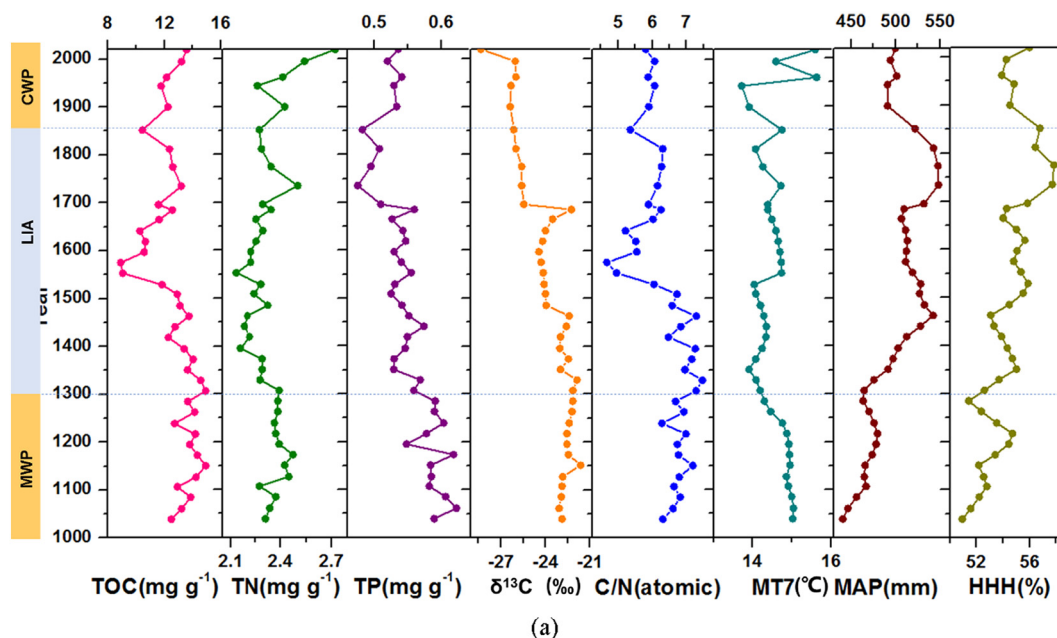 8 12 16 0.5 0.6 5 6 7 450 500 550
2000
1900
1800
1700
1600
1500
1400
1300
1200
1100
1000
CWP
LIA
MWP
2.1 2.4 2.7 -27 -24 -21 14 16 52 56
TOC(mg g⁻¹) TN(mg g⁻¹) TP(mg g⁻¹) δ¹³C (‰) C/N(atomic) MT7(℃) MAP(mm) HHH(%)
(a)